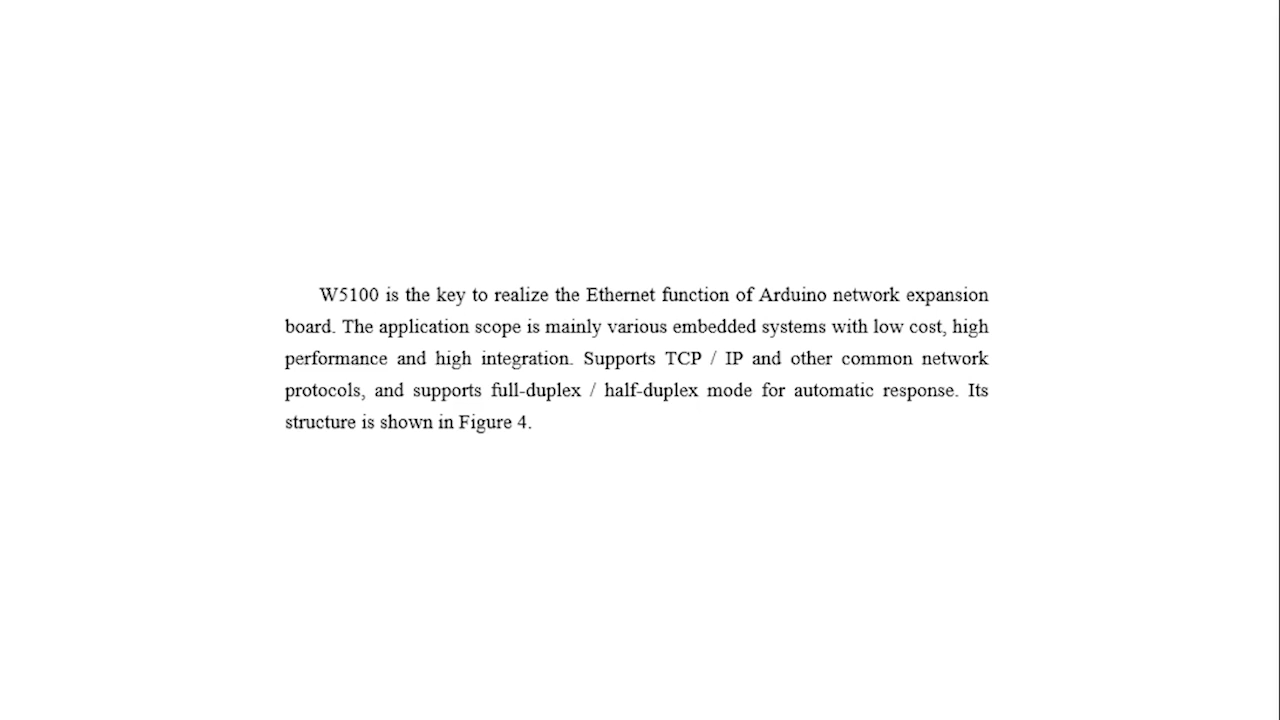 W5100 is the key to realize the Ethernet function of Arduino network expansion
board. The application scope is mainly various embedded systems with low cost, high
performance and high integration. Supports TCP / IP and other common network
protocols, and supports full-duplex / half-duplex mode for automatic response. Its
structure is shown in Figure 4.